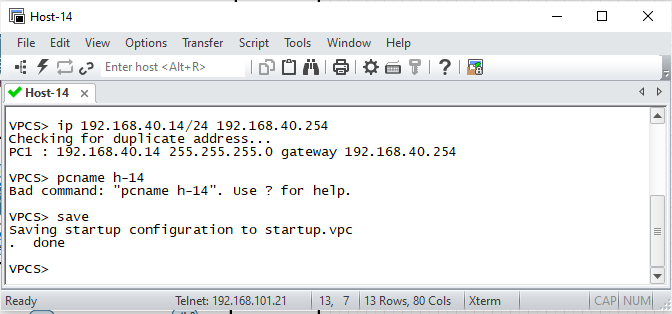 Host-14
File Edit View Options Transfer Script Tools Window Help
Enter host <Alt+R>
Host-14
VPCS> ip 192.168.40.14/24 192.168.40.254
Checking for duplicate address...
PC1 : 192.168.40.14 255.255.255.0 gateway 192.168.40.254
VPCS> pcname h-14
Bad command: "pcname h-14". Use ? for help.
VPCS> save
Saving startup configuration to startup.vpc
.  done
VPCS>
Ready Telnet: 192.168.101.21 13, 7 13 Rows, 80 Cols Xterm CAP NUM